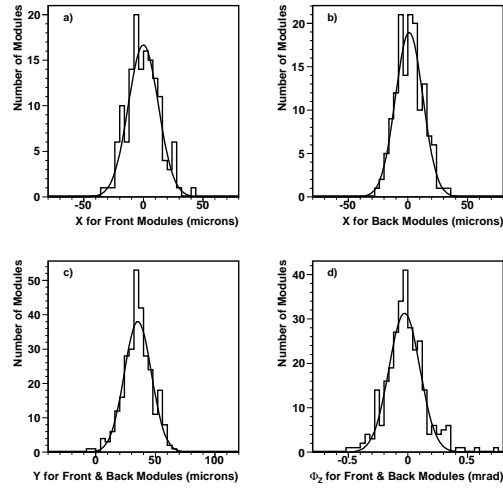 a)
Number of Modules
20
15
10
5
0
-50 0 50
X for Front Modules (microns)
b)
Number of Modules
20
15
10
5
0
-50 0 50
X for Back Modules (microns)
c)
Number of Modules
50
40
30
20
10
0
0 50 100
Y for Front & Back Modules (microns)
d)
Number of Modules
40
30
20
10
0
-0.5 0 0.5
Φz for Front & Back Modules (mrad)